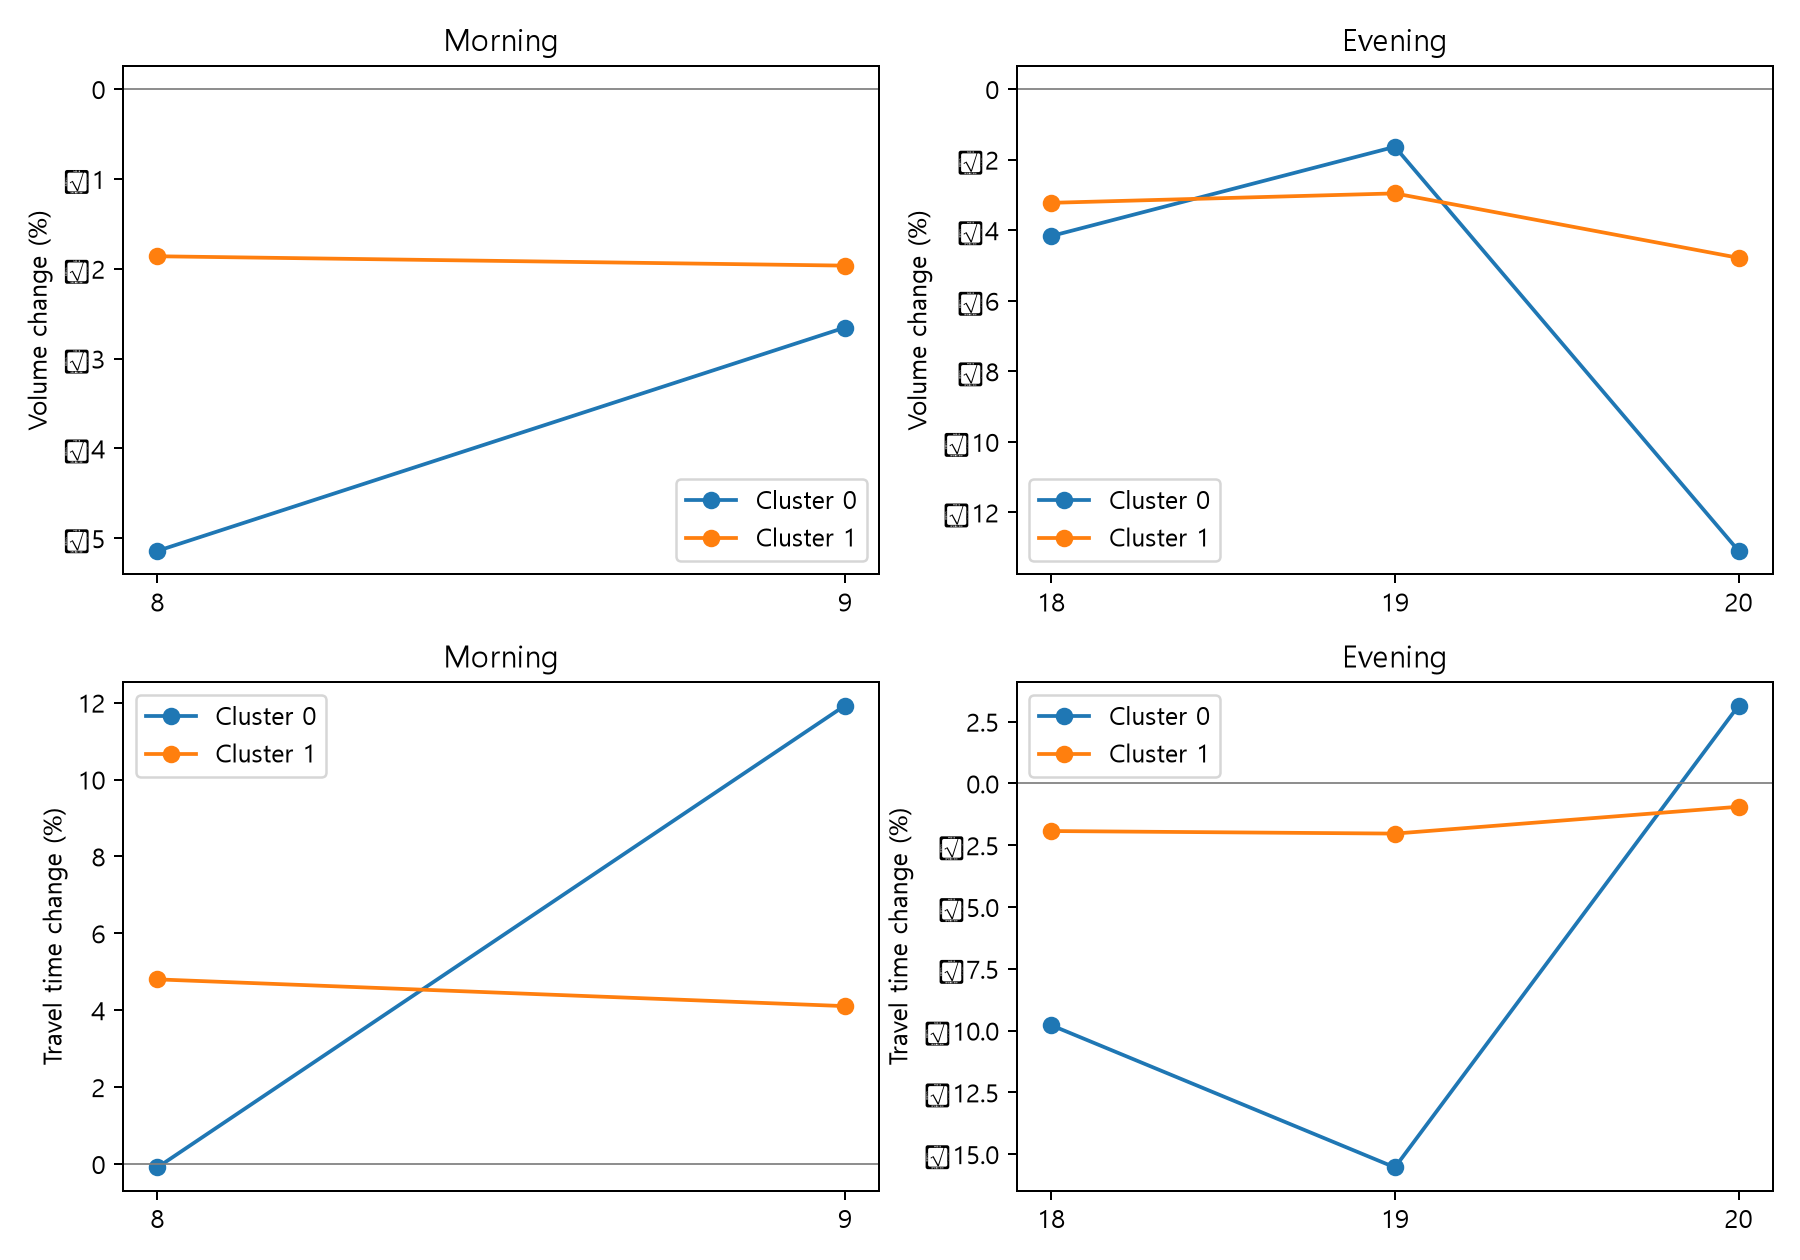 Morning
Volume change (%)
0
√1
√2
√3
√4
√5
8
9
Cluster 0
Cluster 1
Evening
Volume change (%)
0
√2
√4
√6
√8
√10
√12
18
19
20
Cluster 0
Cluster 1
Morning
Travel time change (%)
12
10
8
6
4
2
0
8
9
Cluster 0
Cluster 1
Evening
Travel time change (%)
2.5
0.0
√2.5
√5.0
√7.5
√10.0
√12.5
√15.0
18
19
20
Cluster 0
Cluster 1